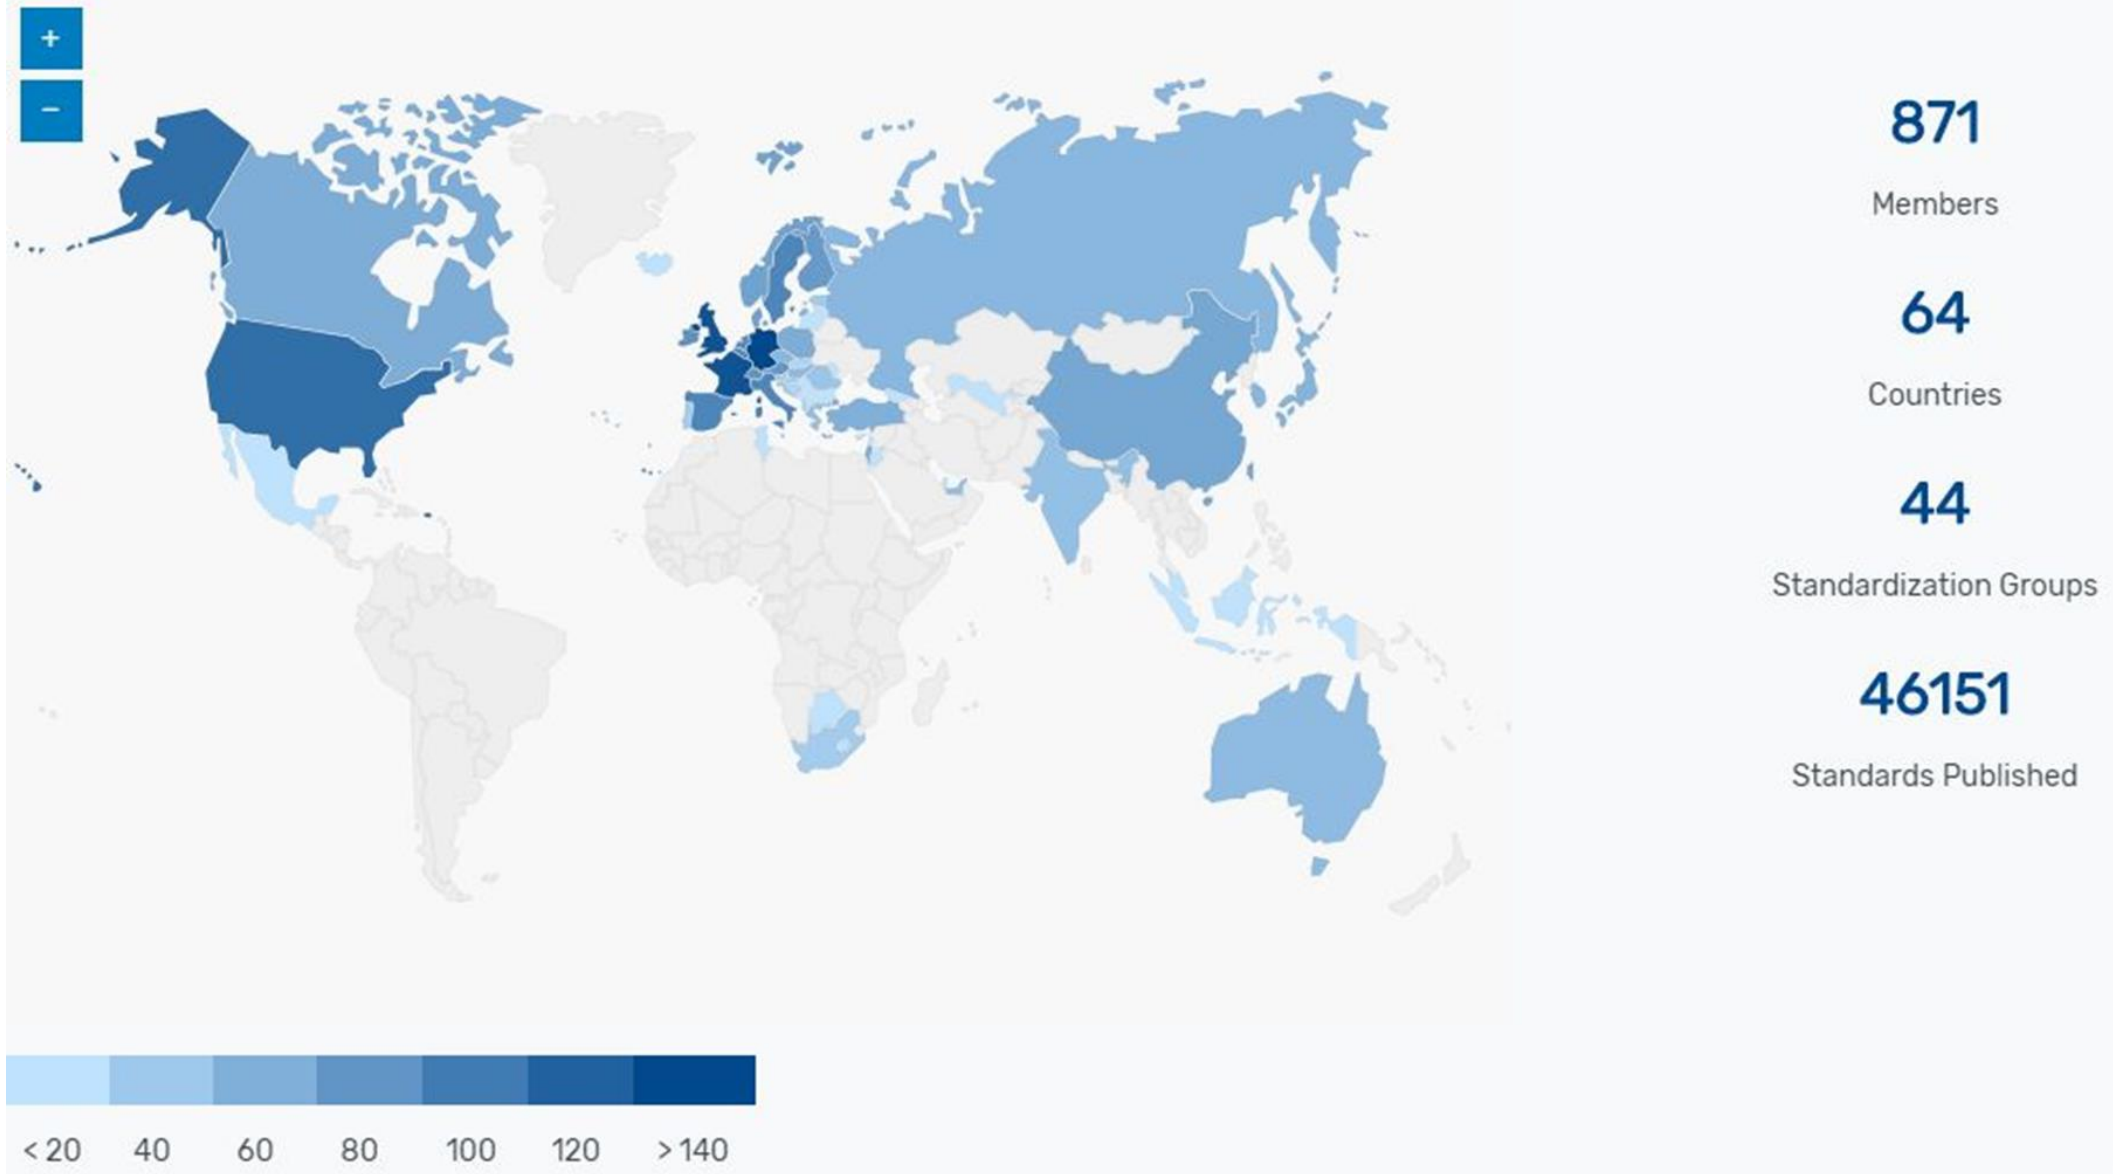 +
−
871
Members
64
Countries
44
Standardization Groups
46151
Standards Published
< 20 40 60 80 100 120 > 140